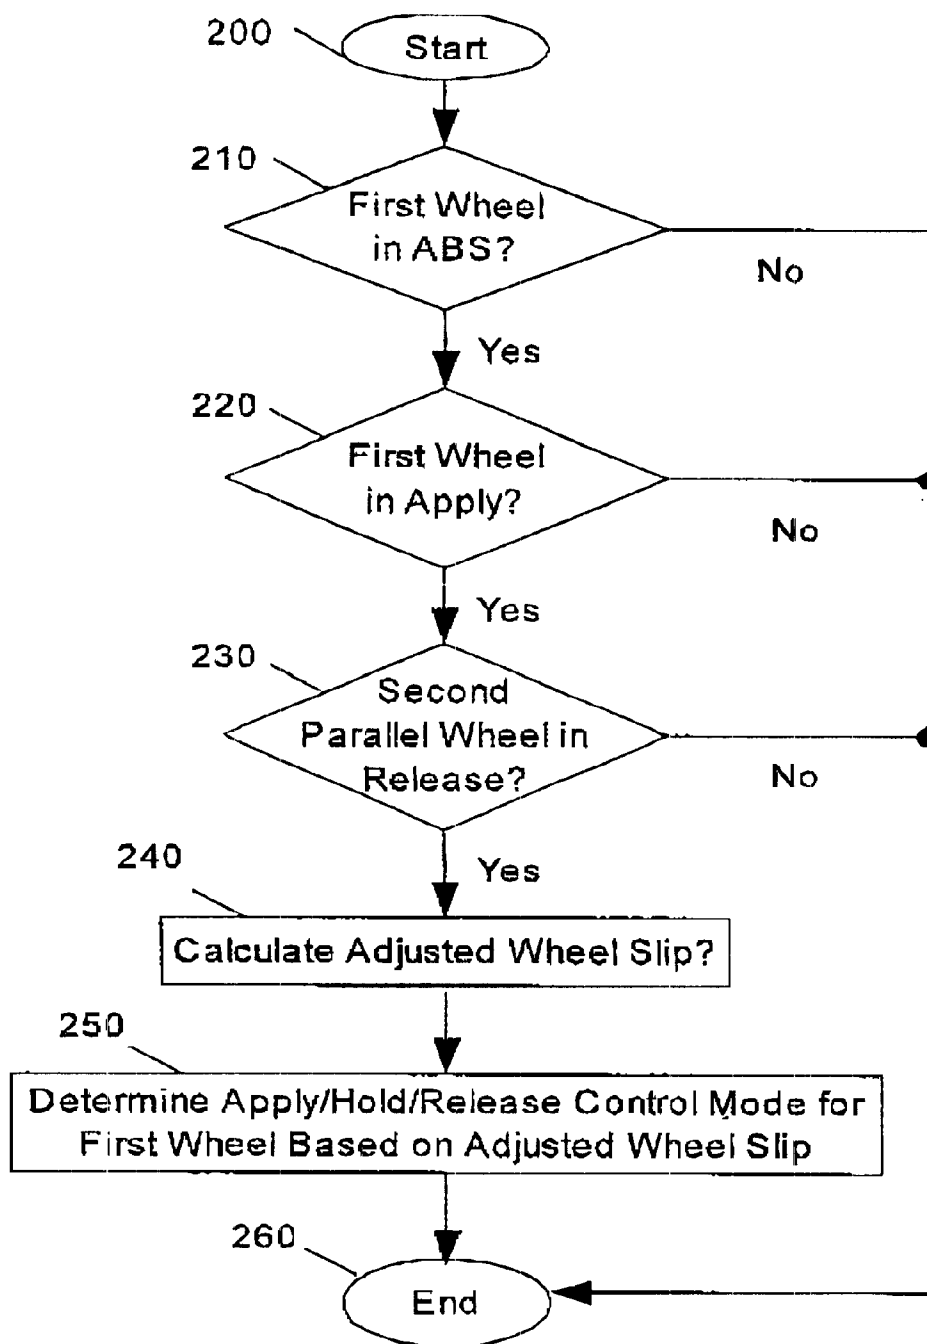 200
Start
210
First Wheel
in ABS?
No
Yes
220
First Wheel
in Apply?
No
Yes
230
Second
Parallel Wheel in
Release?
No
Yes
240
Calculate Adjusted Wheel Slip?
250
Determine Apply/Hold/Release Control Mode for
First Wheel Based on Adjusted Wheel Slip
260
End